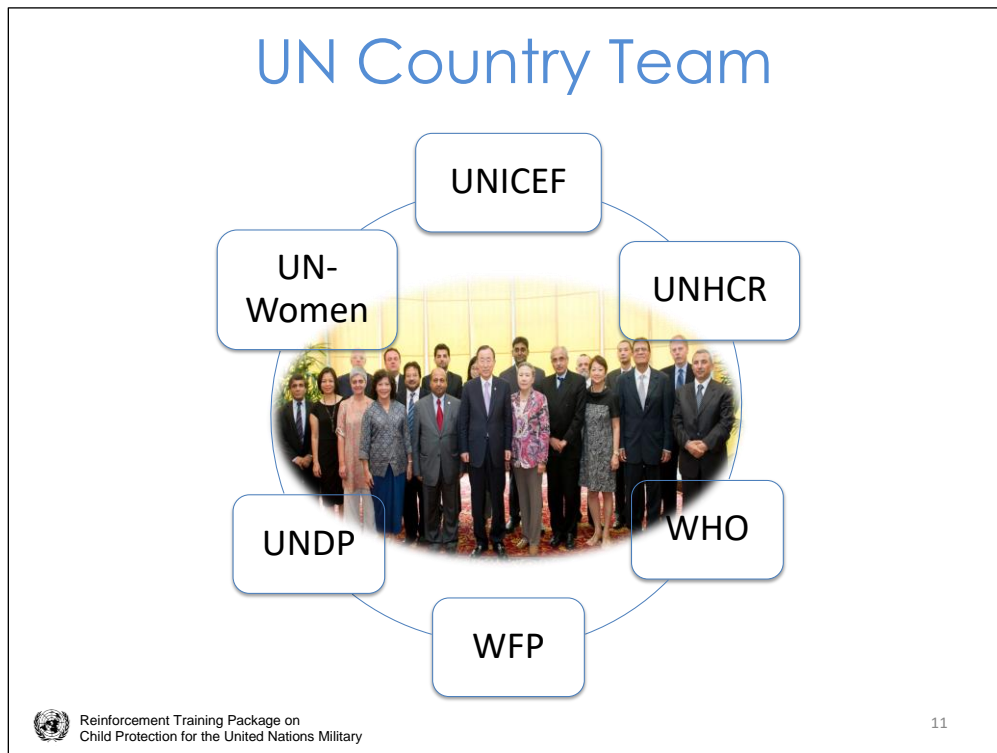 UN Country Team
UNICEF
UN-
Women
UNHCR
UNDP
WHO
WFP
Reinforcement Training Package on
Child Protection for the United Nations Military
11